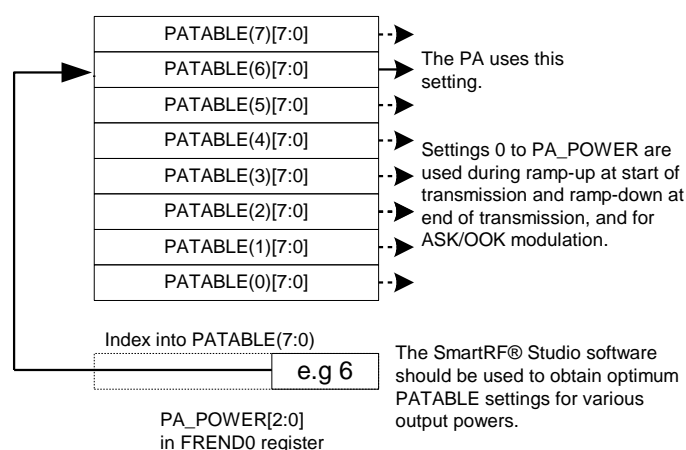 PATABLE(7)[7:0]
PATABLE(6)[7:0]
The PA uses this
setting.
PATABLE(5)[7:0]
PATABLE(4)[7:0]
PATABLE(3)[7:0]
PATABLE(2)[7:0]
PATABLE(1)[7:0]
PATABLE(0)[7:0]
Settings 0 to PA_POWER are
used during ramp-up at start of
transmission and ramp-down at
end of transmission, and for
ASK/OOK modulation.
Index into PATABLE(7:0)
e.g 6
PA_POWER[2:0]
in FREND0 register
The SmartRF® Studio software
should be used to obtain optimum
PATABLE settings for various
output powers.